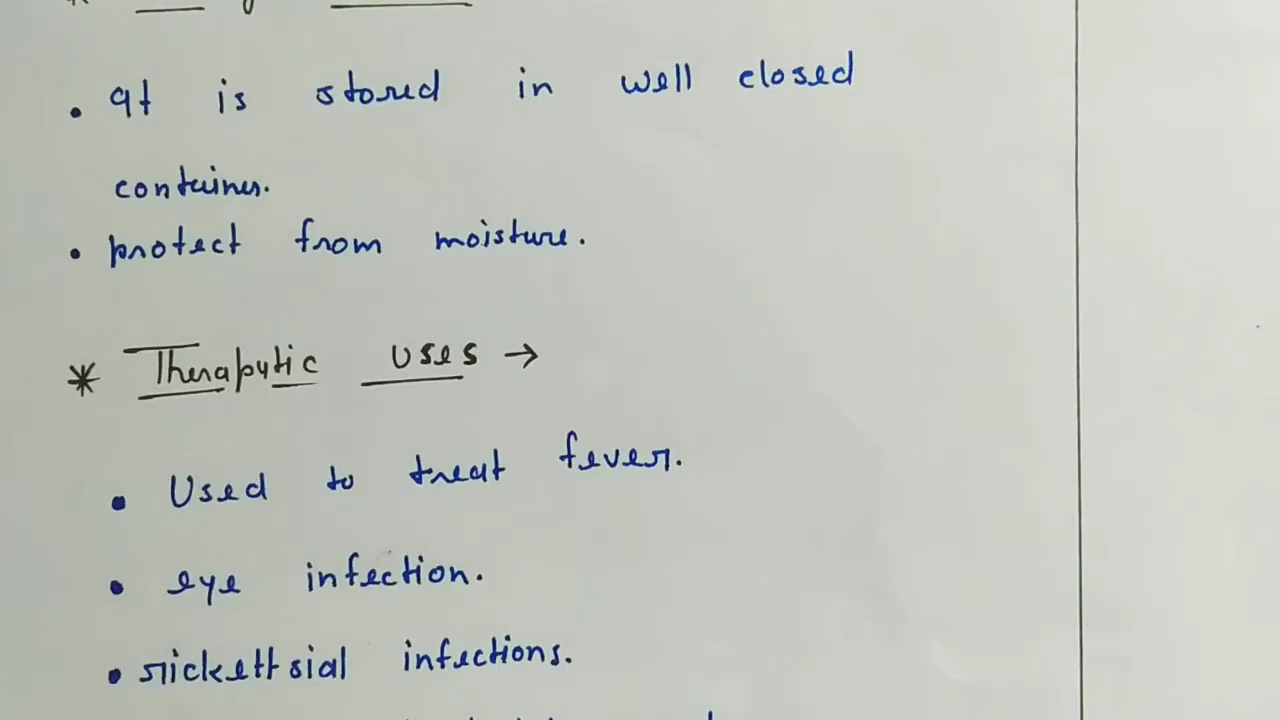 • It is stored in well closed
container.
• protect from moisture.
* Theraputic uses →
• Used to treat fever.
• eye infection.
• rickettsial infections.